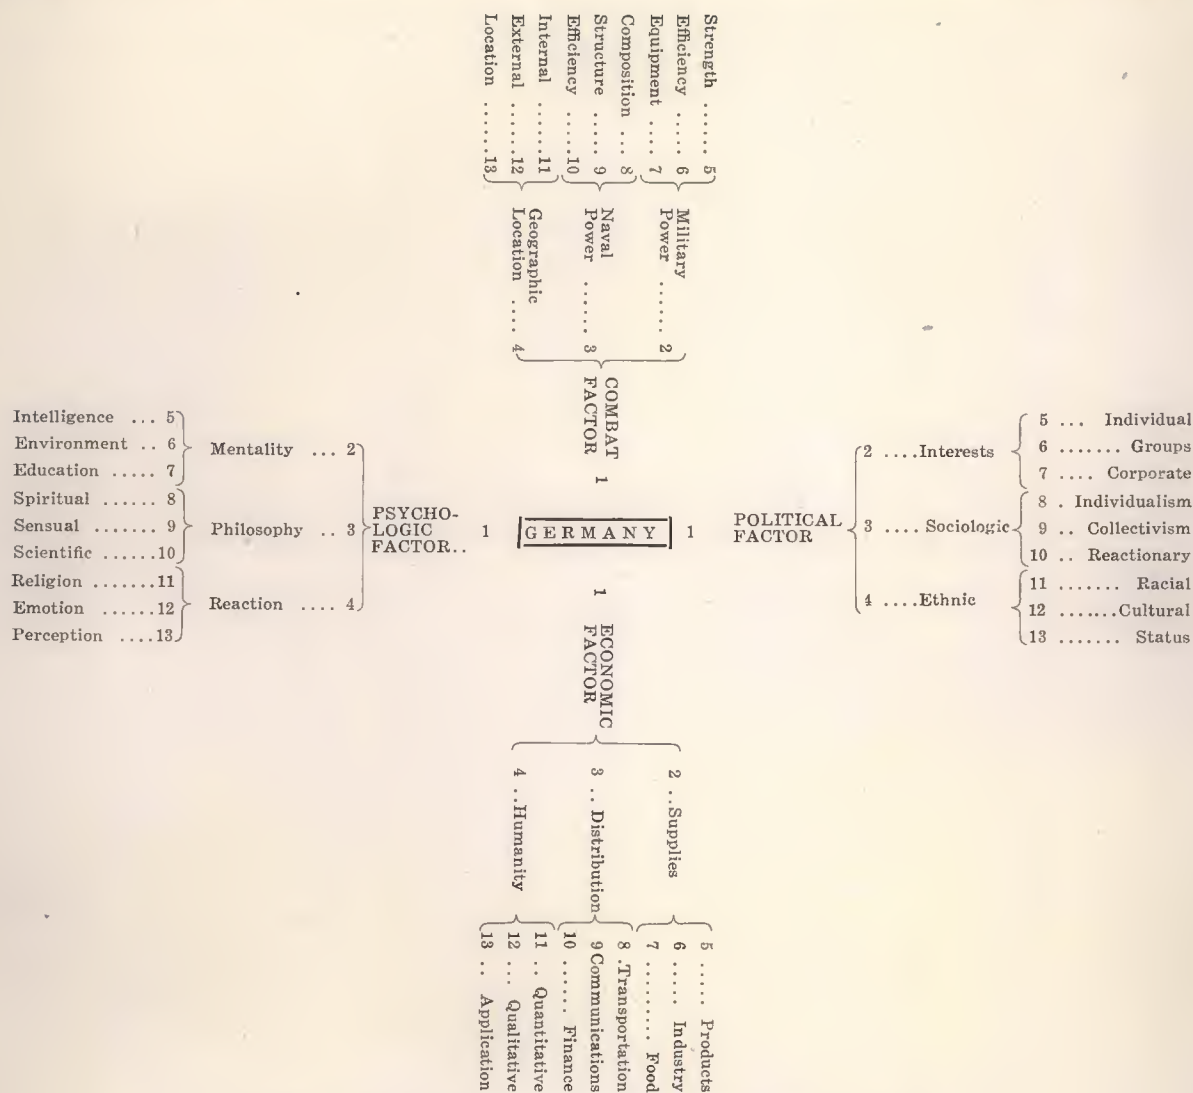 Strength ....... 5
Efficiency ..... 6
Equipment ..... 7
Composition .... 8
Structure ...... 9
Efficiency ......10
Internal .......11
External .......12
Location .......13
Military
Power ....... 2
Naval
Power ...... 3
Geographic
Location .... 4
COMBAT
FACTOR 1
Intelligence ... 5
Environment .. 6
Education ..... 7
Spiritual ...... 8
Sensual ....... 9
Scientific ......10
Religion .......11
Emotion ......12
Perception ....13
Mentality ... 2
Philosophy .. 3
Reaction .... 4
PSYCHO-
LOGIC
FACTOR.. 1
GERMANY
1 POLITICAL
FACTOR
2 ....Interests
3 .... Sociologic
4 ....Ethnic
5 ... Individual
6 ....... Groups
7 .... Corporate
8 . Individualism
9 .. Collectivism
10 .. Reactionary
11 ....... Racial
12 .......Cultural
13 ....... Status
1 ECONOMIC
FACTOR
2 ..Supplies
3 .. Distribution
4 ..Humanity
5 ...... Products
6 ...... Industry
7 ......... Food
8 .Transportation
9 Communications
10 ...... Finance
11 .. Quantitative
12 ... Qualitative
13 .. Application